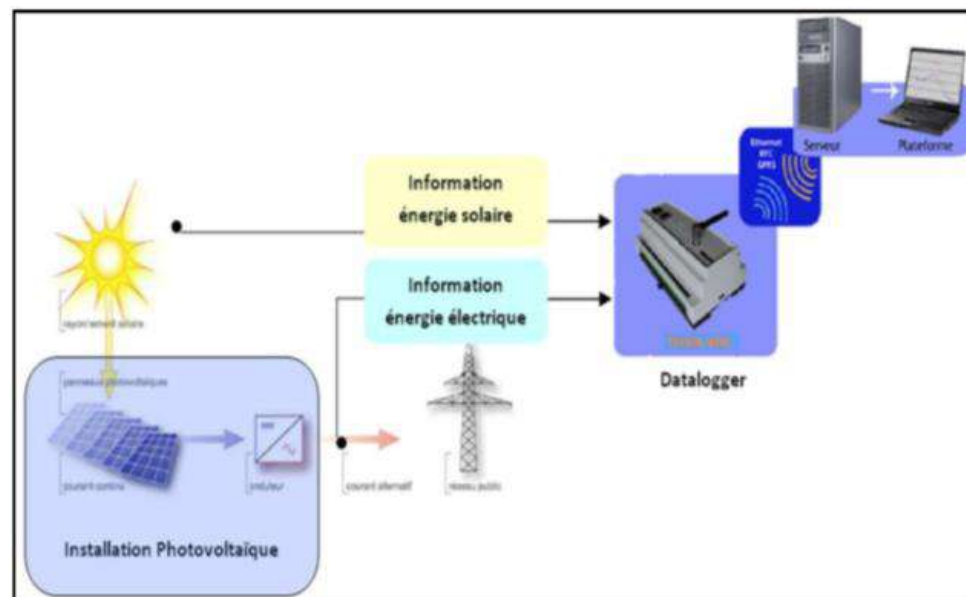 Serveur
Plateforme
Ethernet
RTC
GPRS
Information
énergie solaire
Information
énergie électrique
rayonnement solaire
Datalogger
panneaux photovoltaïques
courant continu
onduleur
courant alternatif
réseau public
Installation Photovoltaïque